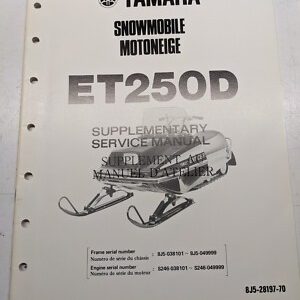 YAMAHA
SNOWMOBILE
MOTONEIGE
ET250D
SUPPLEMENTARY
SERVICE MANUAL
SUPPLEMENT AU
MANUEL D'ATELIER
Frame serial number : 8J5-038101 ~ 8J5-049999
Numéro de série du châssis
Engine serial number : S246-038101 ~ S246-049999
Numéro de série du moteur
8J5-28197-70